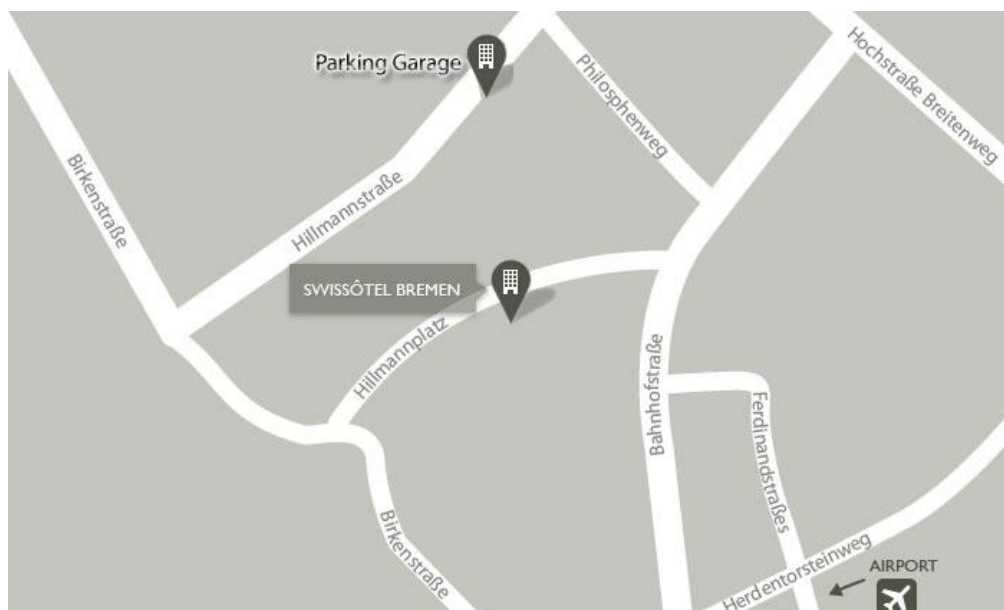 Parking Garage
Hochstraße Breitenweg
Philosphenweg
Birkenstraße
Hillmannstraße
SWISSÔTEL BREMEN
Hillmannplatz
Bahnhofstraße
Ferdinandstraßes
Birkenstraße
Herdentorsteinweg
AIRPORT